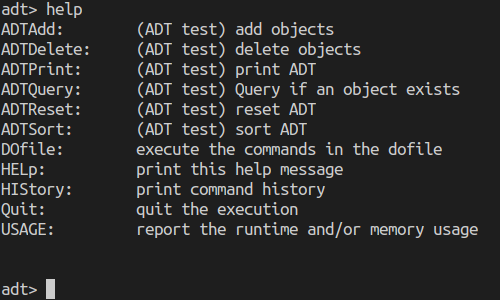 adt> help
ADTAdd: (ADT test) add objects
ADTDelete: (ADT test) delete objects
ADTPrint: (ADT test) print ADT
ADTQuery: (ADT test) Query if an object exists
ADTReset: (ADT test) reset ADT
ADTSort: (ADT test) sort ADT
DOfile: execute the commands in the dofile
HELp: print this help message
HIStory: print command history
Quit: quit the execution
USAGE: report the runtime and/or memory usage
adt>